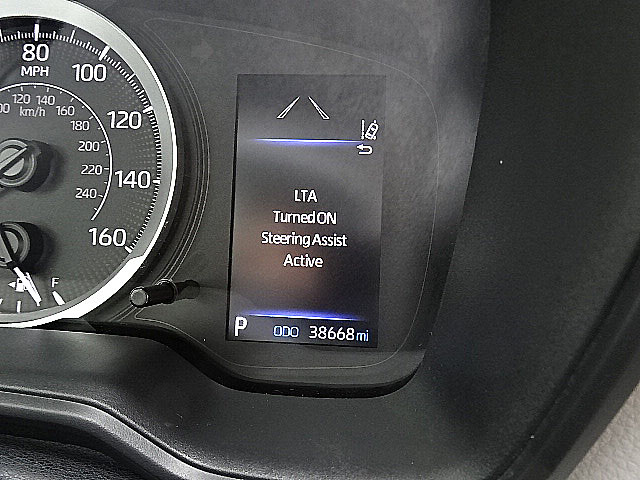 80
MPH
100
120
140
160
120 140 160
km/h
180
200
220
240
F
LTA
Turned ON
Steering Assist
Active
P ODO 38668 mi